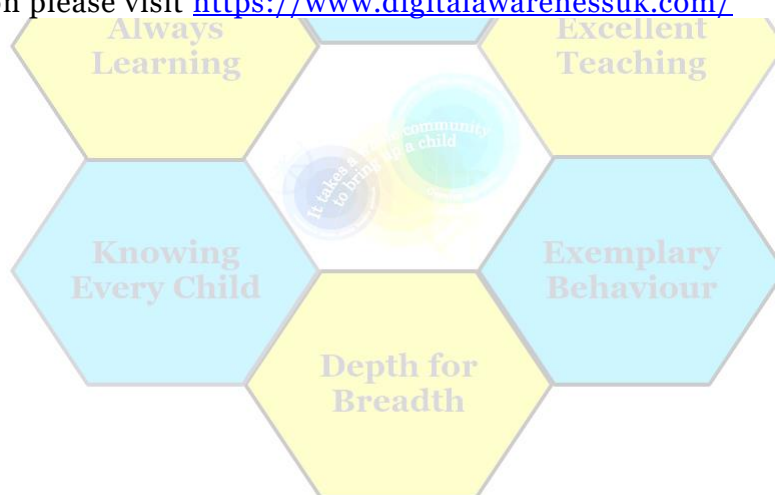 on please visit https://www.digitalawarenessuk.com/
Always
Learning
Excellent
Teaching
It takes a community
to bring up a child
Knowing
Every Child
Exemplary
Behaviour
Depth for
Breadth